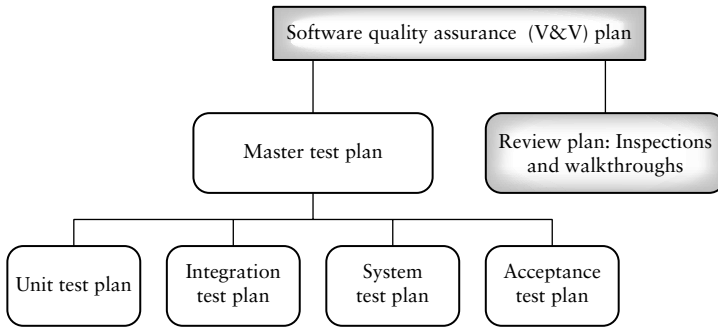 Software quality assurance (V&V) plan
Master test plan
Review plan: Inspections
and walkthroughs
Unit test plan
Integration
test plan
System
test plan
Acceptance
test plan